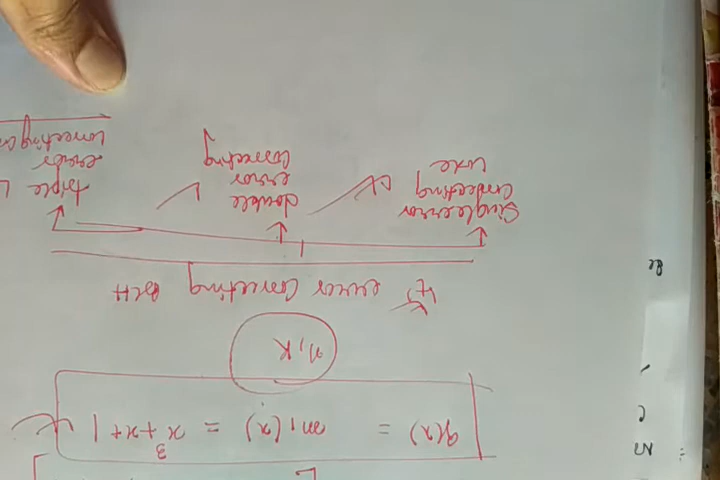 g(x) = m₁(x) = x³+x+1
n,k
error correcting BCH
single error correcting code
double error correcting
triple error correcting